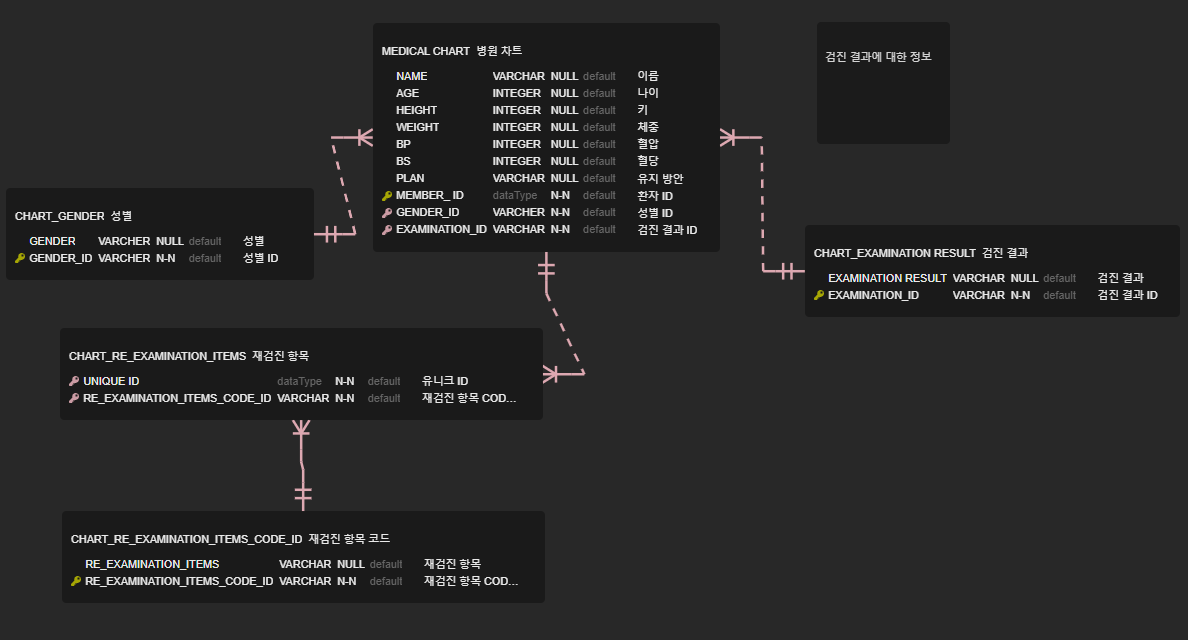 MEDICAL CHART 병원 차트
NAME VARCHAR NULL default 이름
AGE INTEGER NULL default 나이
HEIGHT INTEGER NULL default 키
WEIGHT INTEGER NULL default 체중
BP INTEGER NULL default 혈압
BS INTEGER NULL default 혈당
PLAN VARCHAR NULL default 유지 방안
MEMBER_ ID dataType N-N default 환자 ID
GENDER_ID VARCHER N-N default 성별 ID
EXAMINATION_ID VARCHAR N-N default 검진 결과 ID
검진 결과에 대한 정보
CHART_GENDER 성별
GENDER VARCHER NULL default 성별
GENDER_ID VARCHER N-N default 성별 ID
CHART_EXAMINATION RESULT 검진 결과
EXAMINATION RESULT VARCHAR NULL default 검진 결과
EXAMINATION_ID VARCHAR N-N default 검진 결과 ID
CHART_RE_EXAMINATION_ITEMS 재검진 항목
UNIQUE ID dataType N-N default 유니크 ID
RE_EXAMINATION_ITEMS_CODE_ID VARCHAR N-N default 재검진 항목 COD...
CHART_RE_EXAMINATION_ITEMS_CODE_ID 재검진 항목 코드
RE_EXAMINATION_ITEMS VARCHAR NULL default 재검진 항목
RE_EXAMINATION_ITEMS_CODE_ID VARCHAR N-N default 재검진 항목 COD...